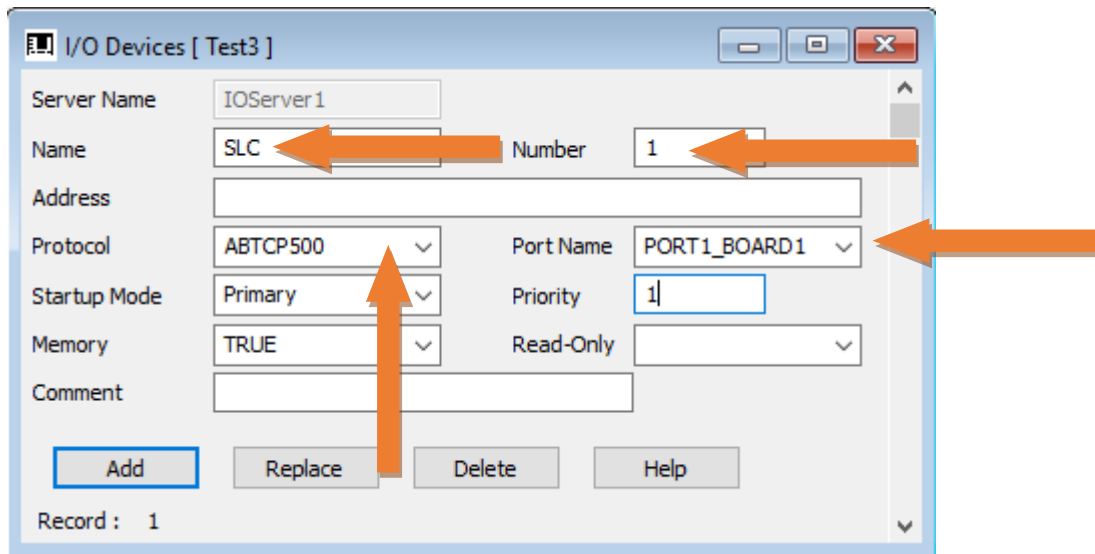 I/O Devices [ Test3 ]
Server Name IOServer1
Name SLC Number 1
Address
Protocol ABTCP500 Port Name PORT1_BOARD1
Startup Mode Primary Priority 1
Memory TRUE Read-Only
Comment
Add Replace Delete Help
Record : 1